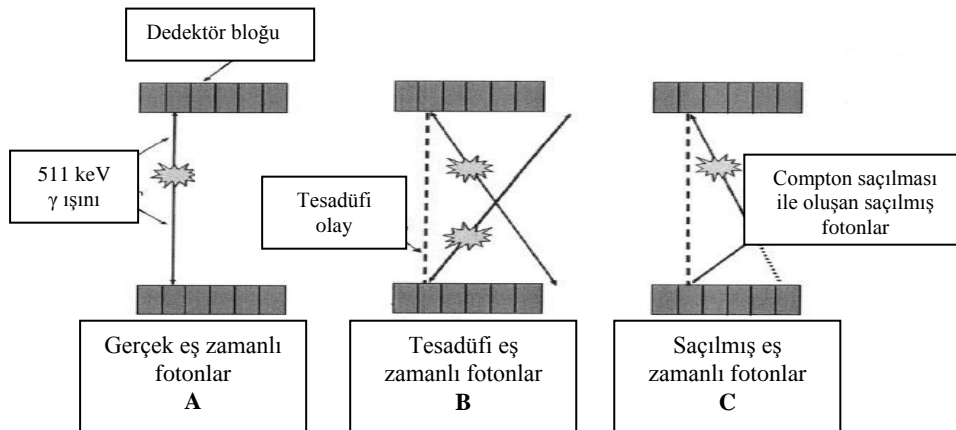 Dedektör bloğu
511 keV
γ ışını
Tesadüfi
olay
Compton saçılması
ile oluşan saçılmış
fotonlar
Gerçek eş zamanlı
fotonlar
A
Tesadüfi eş
zamanlı fotonlar
B
Saçılmış eş
zamanlı fotonlar
C